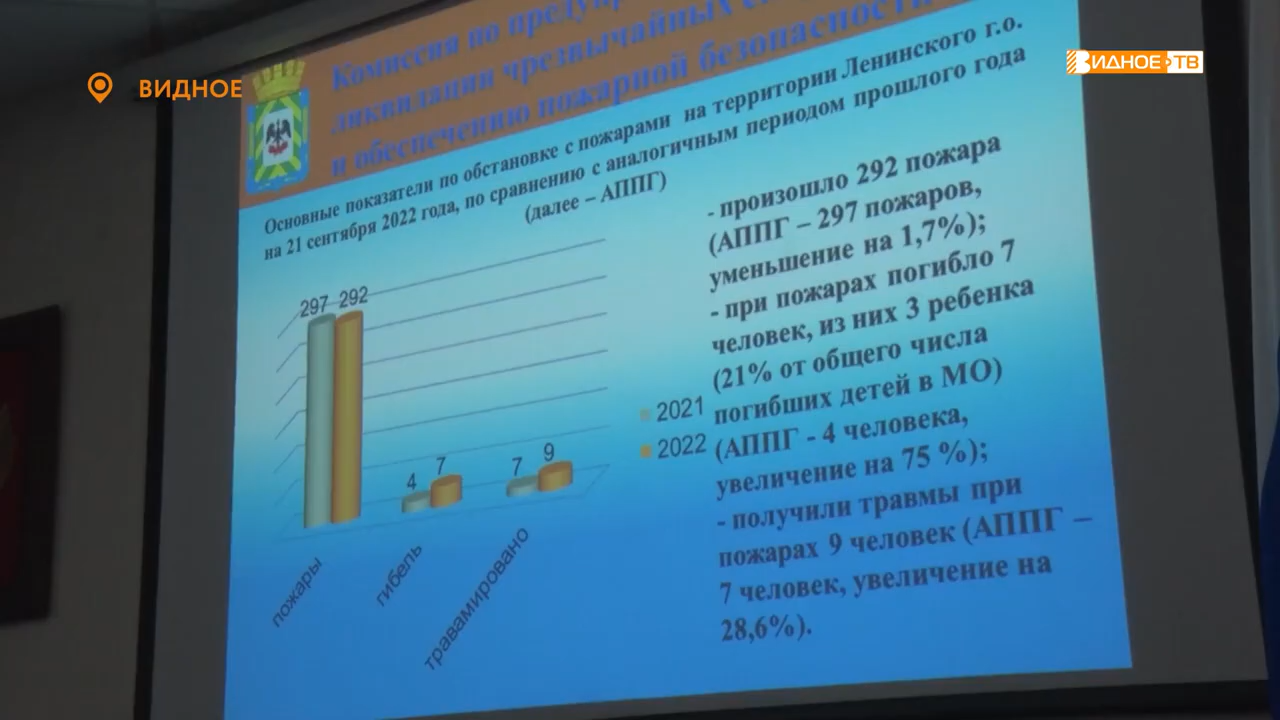 ВИДНОЕ
ВИДНОЕ·ТВ
Комиссия по
ликвидации чрезвычайных
и обеспечению пожарной безопасности
Основные показатели по обстановке с пожарами на территории Ленинского г.о.
на 21 сентября 2022 года, по сравнению с аналогичным периодом прошлого года
(далее – АППГ)
297 292
4 7
7 9
пожары
гибель
травамировано
2021
2022
- произошло 292 пожара
(АППГ – 297 пожаров,
уменьшение на 1,7%);
- при пожарах погибло 7
человек, из них 3 ребенка
(21% от общего числа
погибших детей в МО)
(АППГ - 4 человека,
увеличение на 75 %);
- получили травмы при
пожарах 9 человек (АППГ –
7 человек, увеличение на
28,6%).